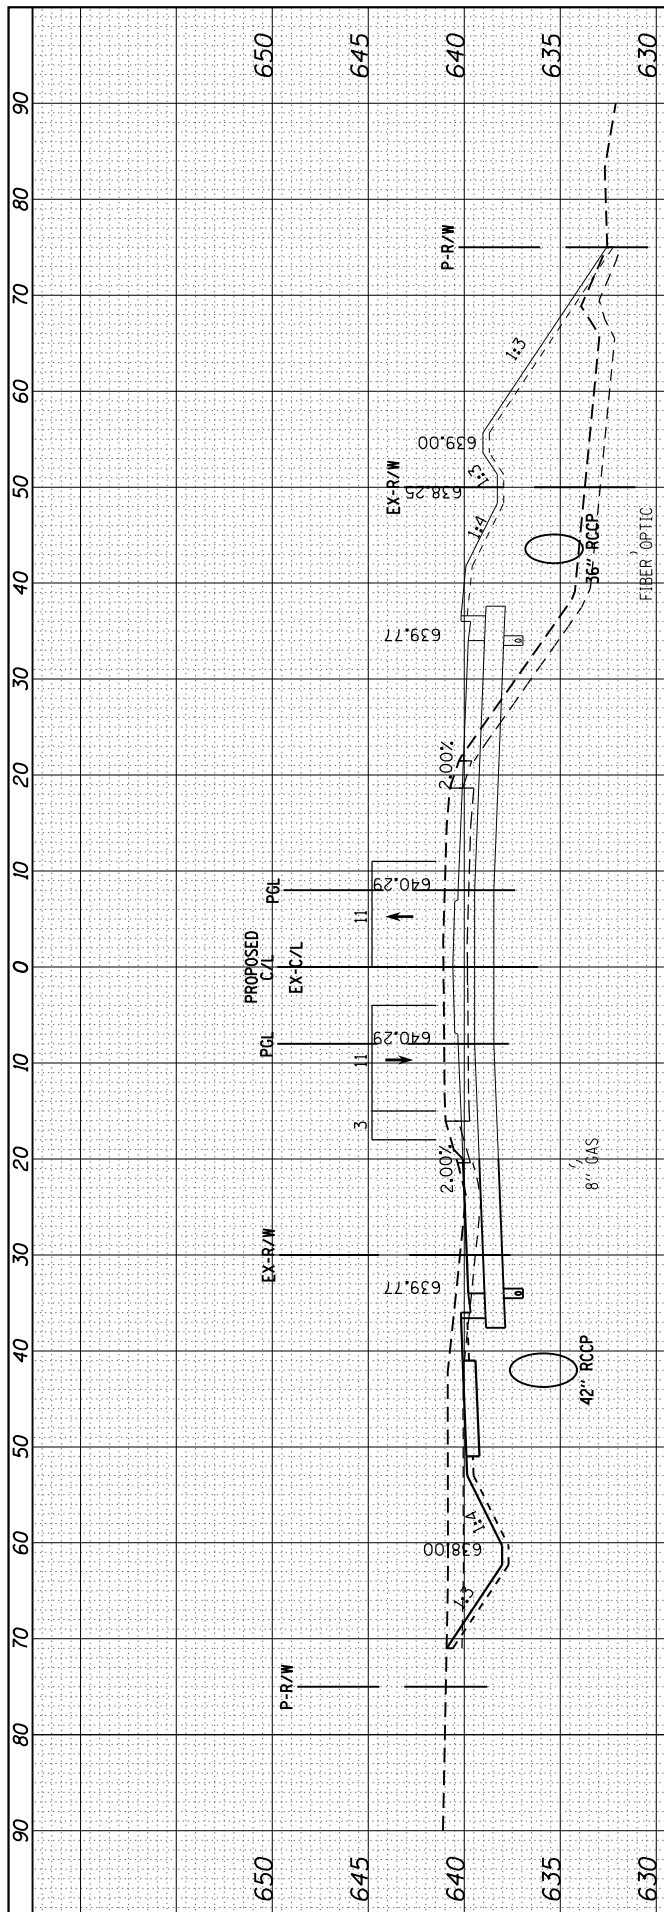 90 80 70 60 50 40 30 20 10 0 10 20 30 40 50 60 70 80 90
650 650
PROPOSED
C/L
P-R/W
EX-R/W
PGL
EX-C/L
PGL
645 645
3 11 11
EX-R/W
P-R/W
639.77
640.29
640.29
639.77
638.25
639.00
638.00
2.00%
2.00%
640 640
1:3
1:4
1:4
1:3
1:3
635 635
42" RCCP
8" GAS
36" RCCP
FIBER OPTIC
630 630